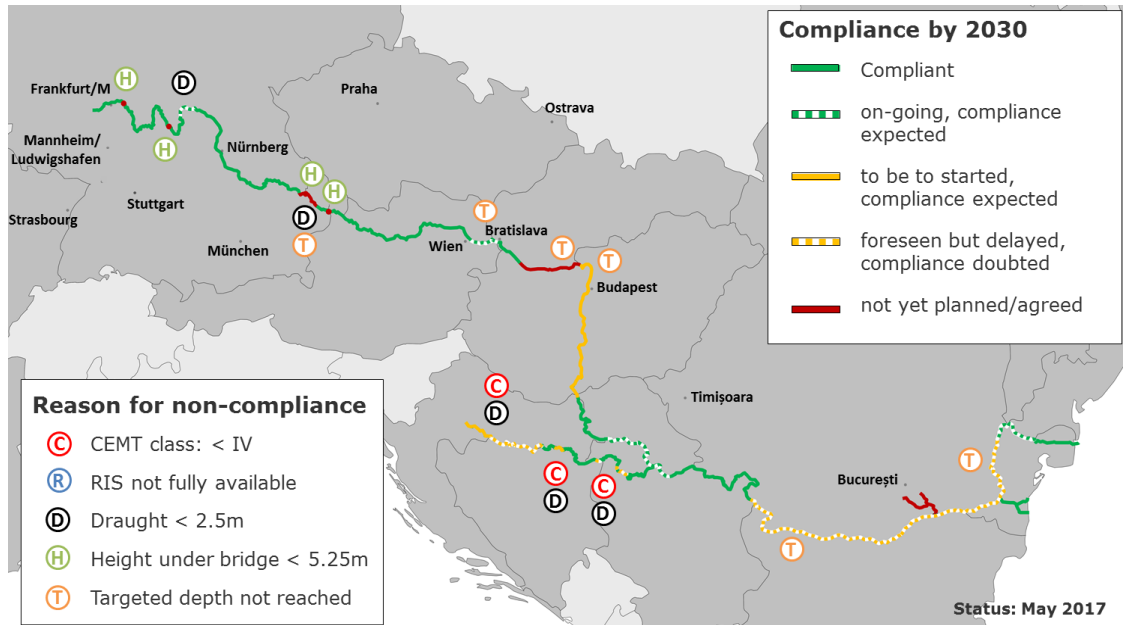 Compliance by 2030
Compliant
on-going, compliance
expected
to be to started,
compliance expected
foreseen but delayed,
compliance doubted
not yet planned/agreed
H
D
Frankfurt/M
Praha
Ostrava
Mannheim/
Ludwigshafen
H
Nürnberg
H
H
Strasbourg
Stuttgart
D
T
München
T
Bratislava
Wien
T
T
Budapest
C
D
Timișoara
C
D
C
D
București
T
T
Reason for non-compliance
C CEMT class: < IV
R RIS not fully available
D Draught < 2.5m
H Height under bridge < 5.25m
T Targeted depth not reached
Status: May 2017